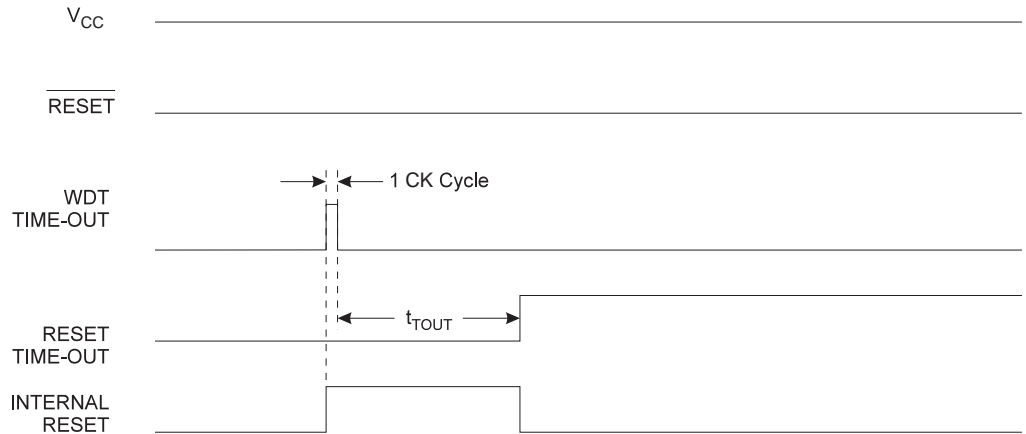 VCC
RESET
1 CK Cycle
WDT
TIME-OUT
tTOUT
RESET
TIME-OUT
INTERNAL
RESET